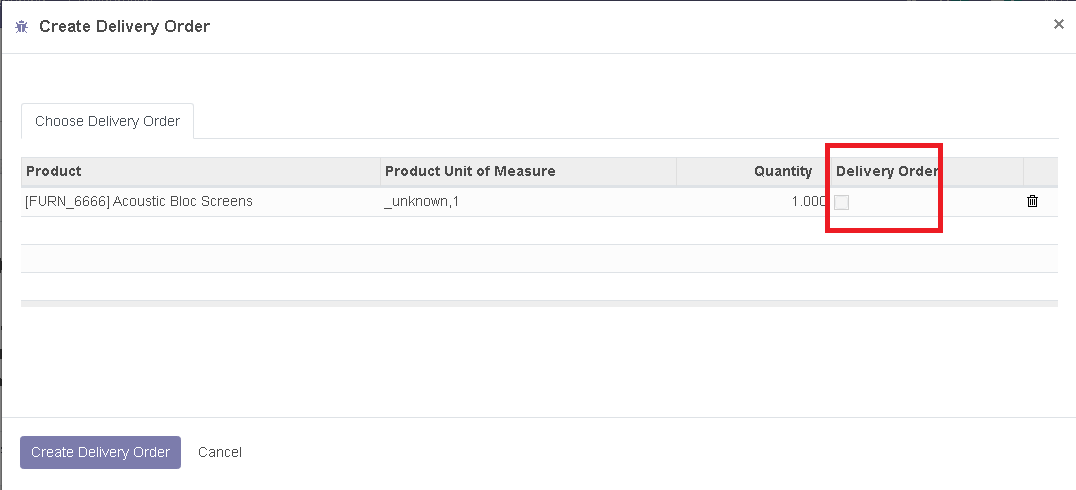 Create Delivery Order
×
Choose Delivery Order
Product Product Unit of Measure Quantity Delivery Order
[FURN_6666] Acoustic Bloc Screens _unknown,1 1.000
Create Delivery Order Cancel